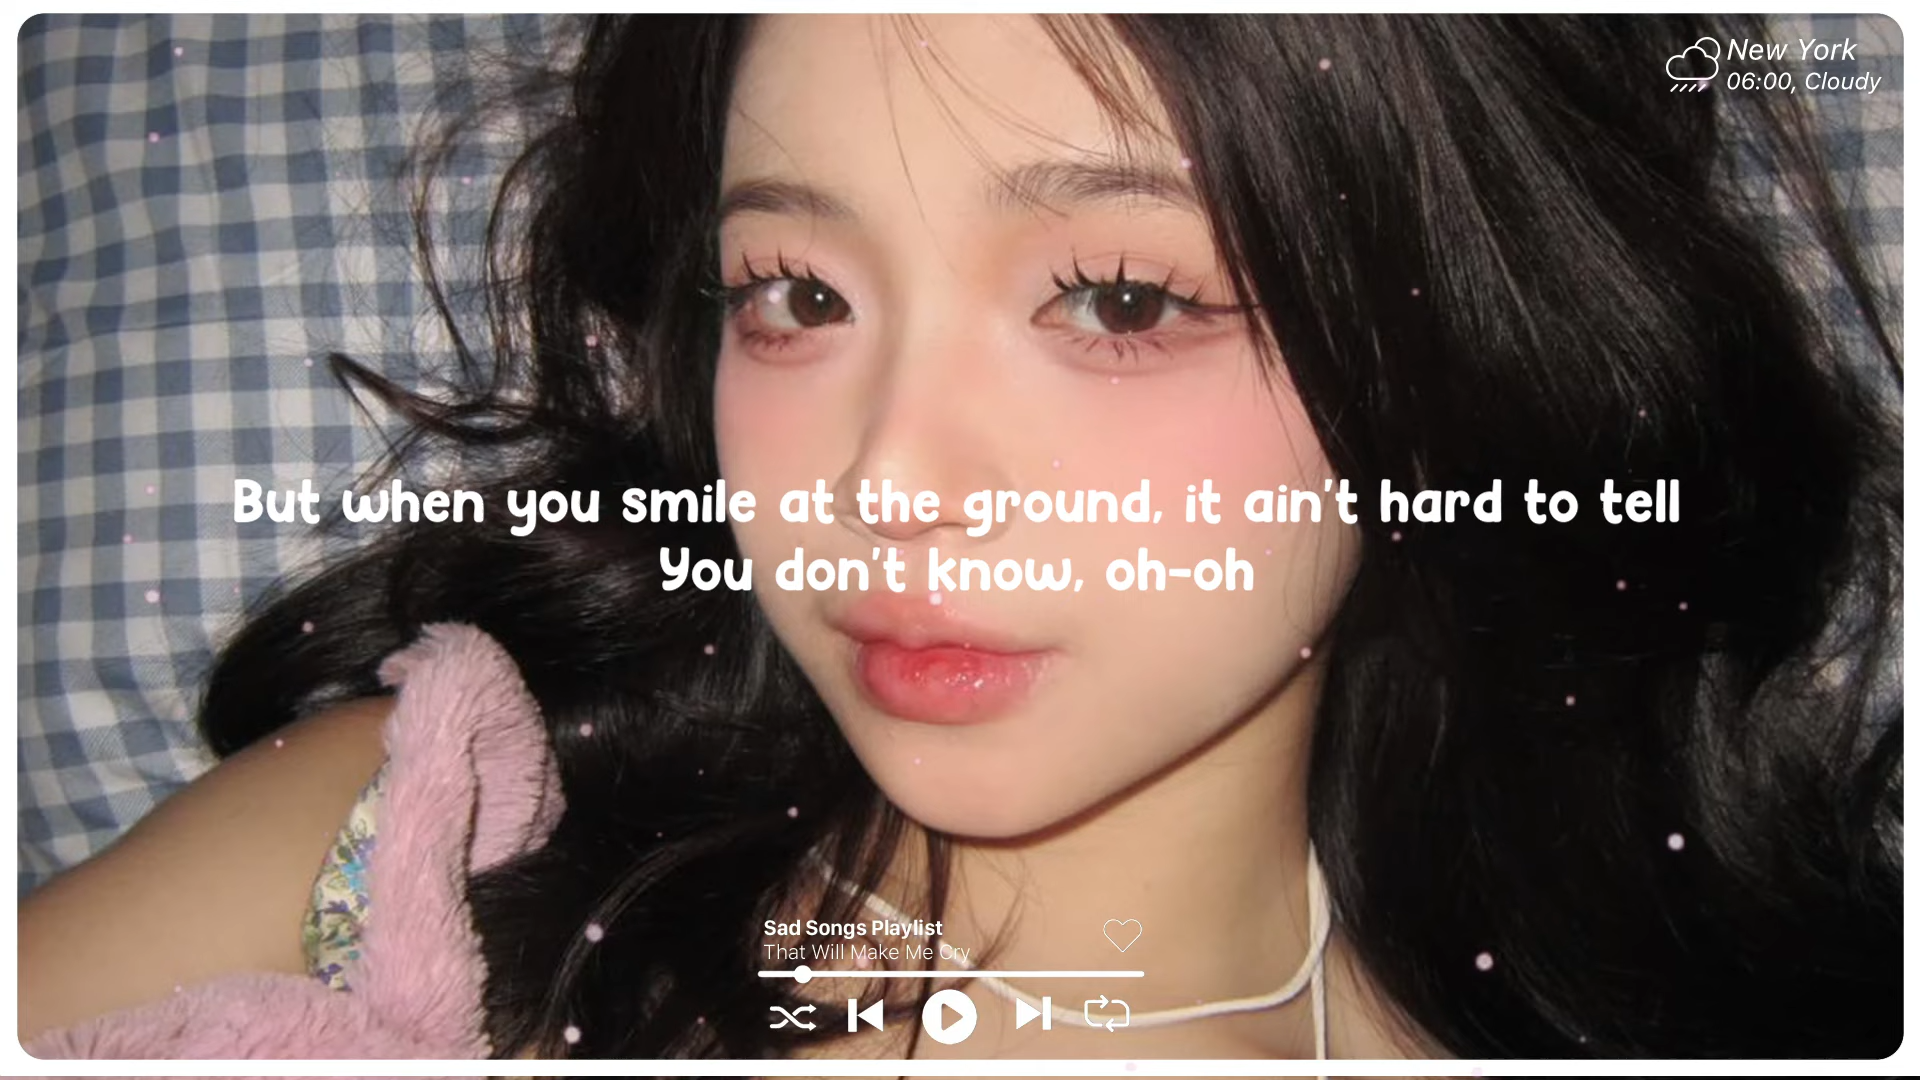 New York
06:00, Cloudy
But when you smile at the ground, it ain't hard to tell
You don't know, oh-oh
Sad Songs Playlist
That Will Make Me Cry